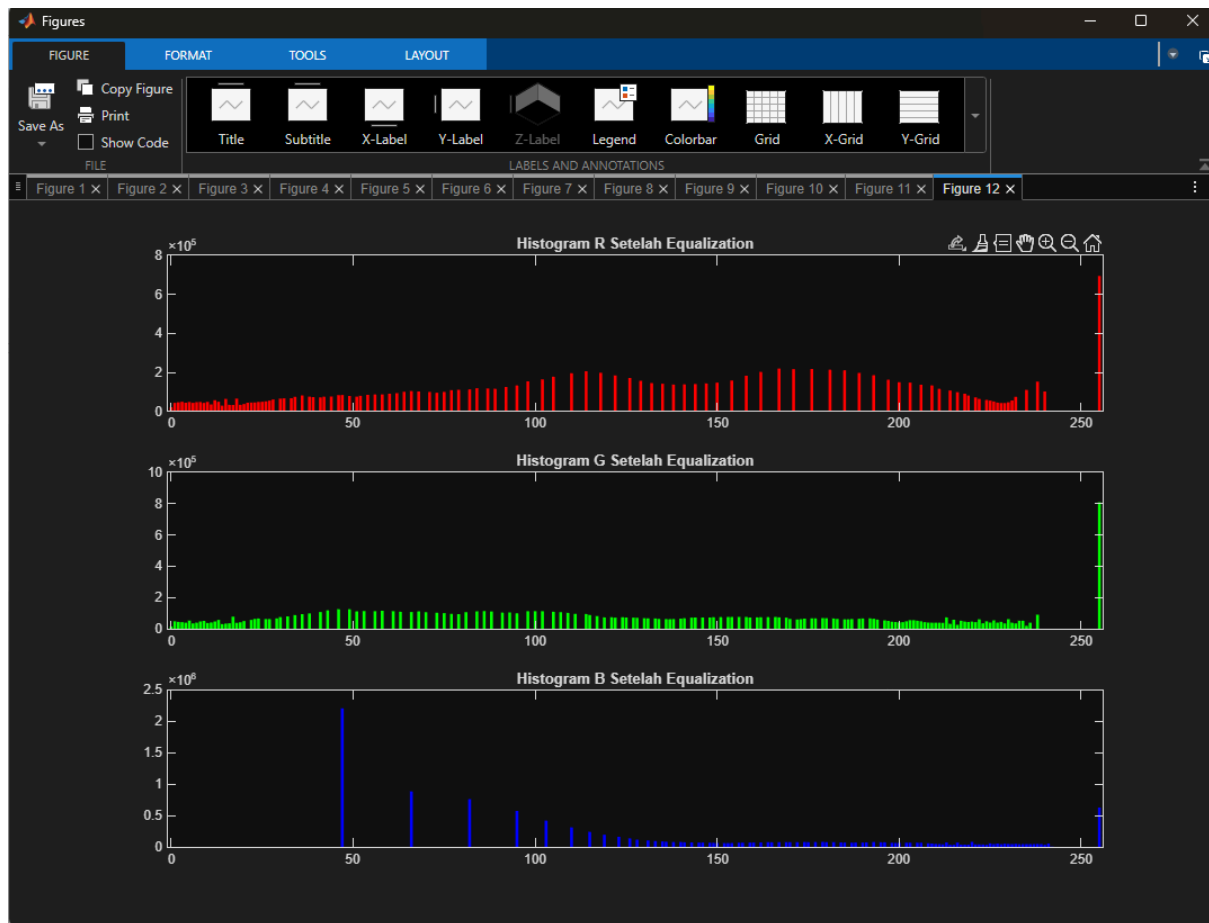 Figures
FIGURE FORMAT TOOLS LAYOUT
Save As
Copy Figure
Print
Show Code
FILE
Title Subtitle X-Label Y-Label Z-Label Legend Colorbar Grid X-Grid Y-Grid
LABELS AND ANNOTATIONS
Figure 1 Figure 2 Figure 3 Figure 4 Figure 5 Figure 6 Figure 7 Figure 8 Figure 9 Figure 10 Figure 11 Figure 12
Histogram R Setelah Equalization
×10⁵
8
6
4
2
0
0 50 100 150 200 250
Histogram G Setelah Equalization
×10⁵
10
8
6
4
2
0
0 50 100 150 200 250
Histogram B Setelah Equalization
×10⁶
2.5
2
1.5
1
0.5
0
0 50 100 150 200 250